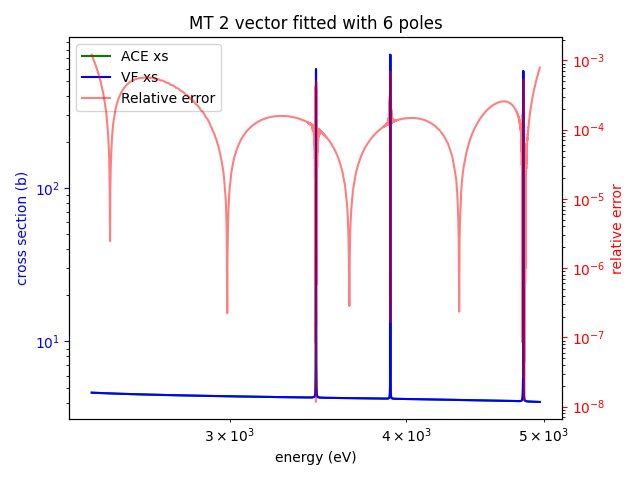 MT 2 vector fitted with 6 poles
ACE xs
VF xs
Relative error
cross section (b)
10²
10¹
relative error
10⁻³
10⁻⁴
10⁻⁵
10⁻⁶
10⁻⁷
10⁻⁸
3 × 10³
4 × 10³
5 × 10³
energy (eV)